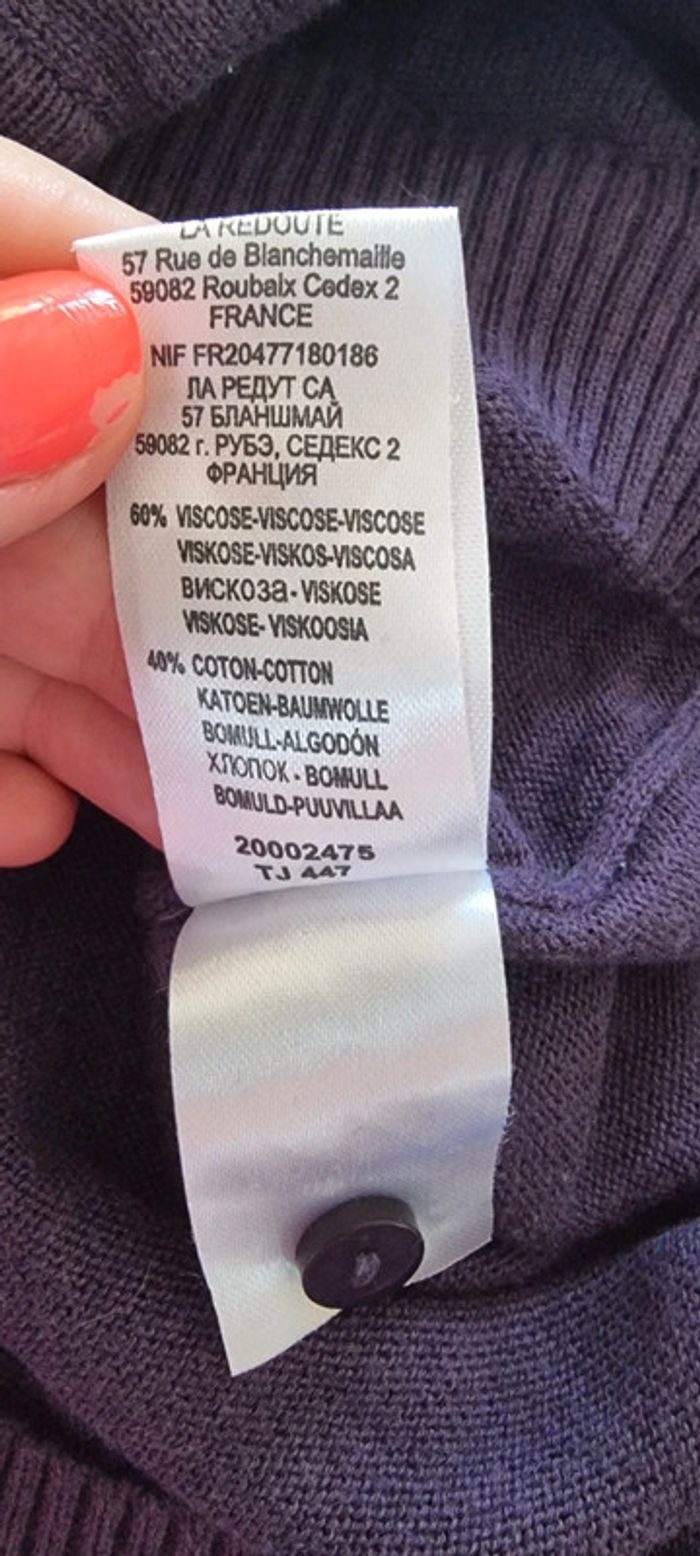 LA REDOUTE
57 Rue de Blanchemaille
59082 Roubaix Cedex 2
FRANCE
NIF FR20477180186
ЛА РЕДУТ СА
57 БЛАНШМАЙ
59082 г. РУБЭ, СЕДЕКС 2
ФРАНЦИЯ
60% VISCOSE-VISCOSE-VISCOSE
VISKOSE-VISKOS-VISCOSA
ВИСКОЗа-VISKOSE
VISKOSE-VISKOOSIA
40% COTON-COTTON
KATOEN-BAUMWOLLE
BOMULL-ALGODÓN
ХЛОПОК-BOMULL
BOMULD-PUUVILLAA
20002475
TJ 447